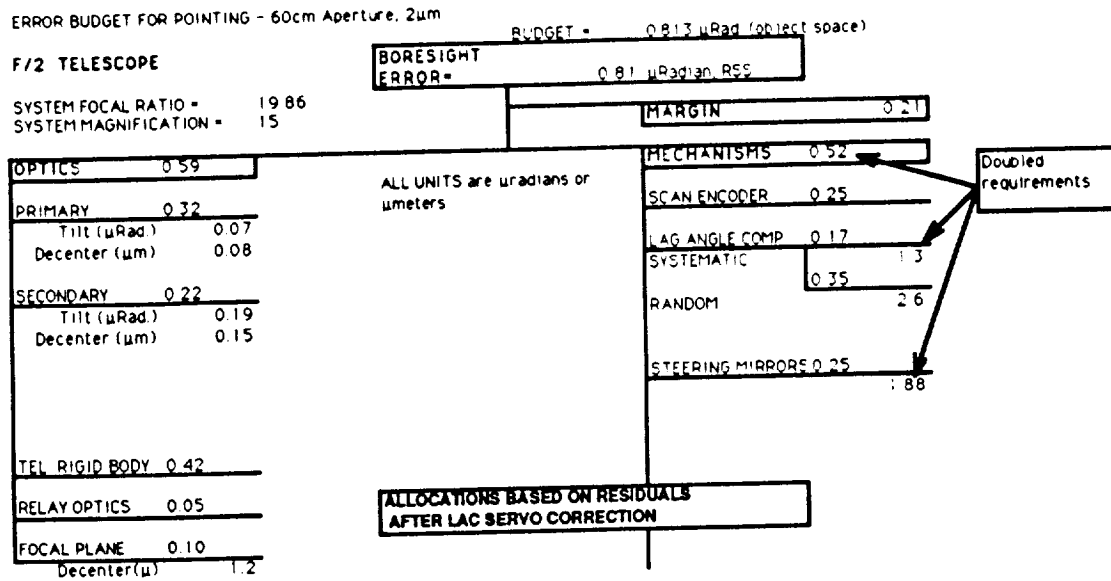 ERROR BUDGET FOR POINTING - 60cm Aperture, 2µm
BUDGET = 0.813 µRad (object space)
F/2 TELESCOPE
BORESIGHT
ERROR= 0.81 µRadian, RSS
SYSTEM FOCAL RATIO = 19.86
SYSTEM MAGNIFICATION = 15
MARGIN 0.21
OPTICS 0.59
MECHANISMS 0.52
Doubled
requirements
ALL UNITS are µradians or
µmeters
PRIMARY 0.32
Tilt (µRad.) 0.07
Decenter (µm) 0.08
SCAN ENCODER 0.25
LAG ANGLE COMP 0.17
SYSTEMATIC 1.3
0.35
RANDOM 2.6
SECONDARY 0.22
Tilt (µRad.) 0.19
Decenter (µm) 0.15
STEERING MIRRORS 0.25
1.88
TEL. RIGID BODY 0.42
RELAY OPTICS 0.05
FOCAL PLANE 0.10
Decenter(µ) 1.2
ALLOCATIONS BASED ON RESIDUALS
AFTER LAC SERVO CORRECTION